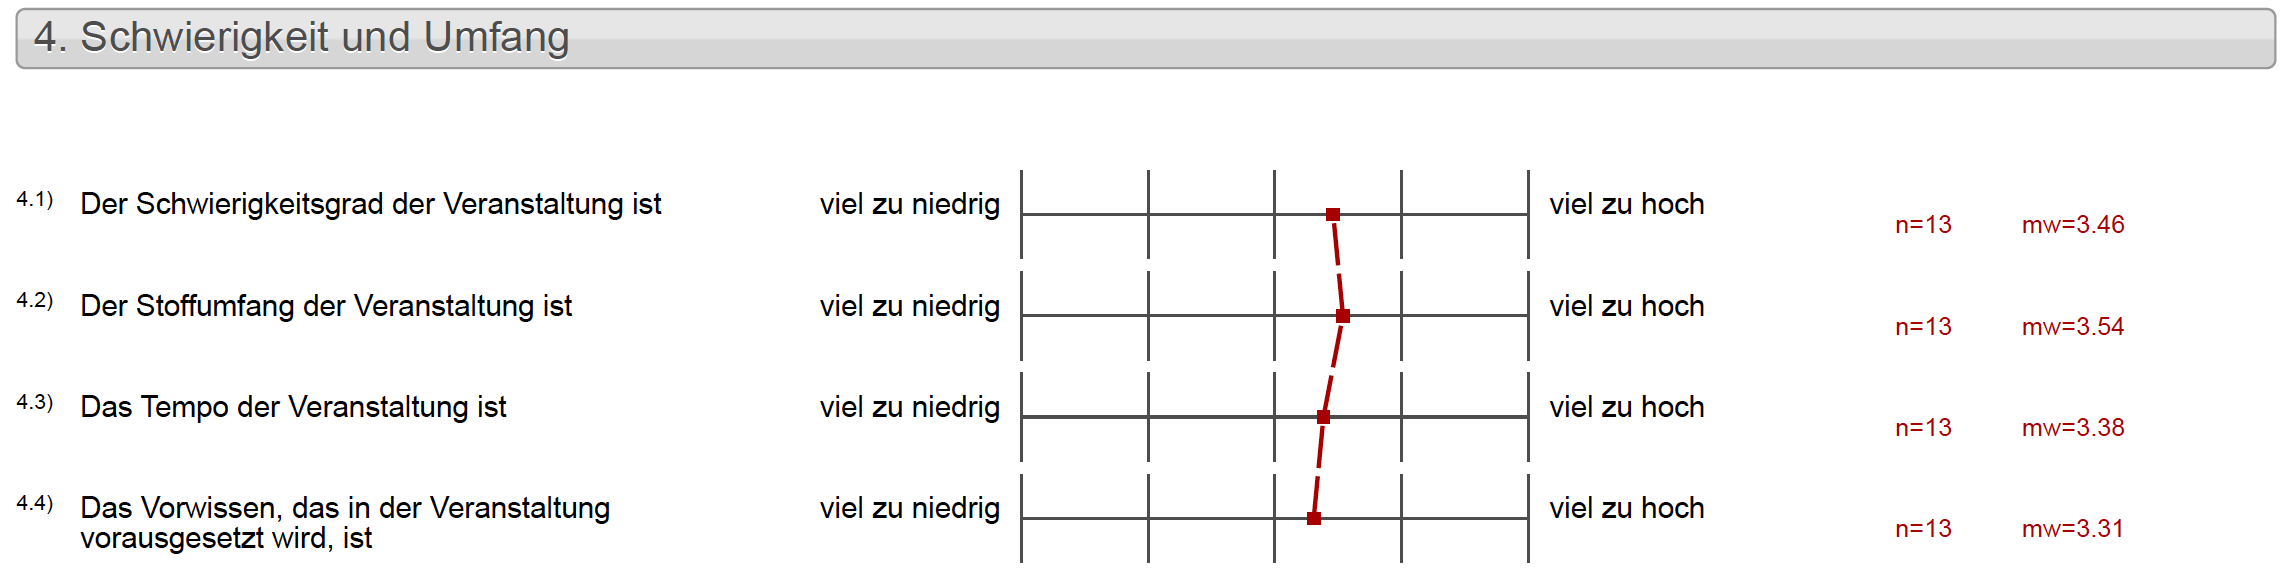 4. Schwierigkeit und Umfang
4.1) Der Schwierigkeitsgrad der Veranstaltung ist viel zu niedrig viel zu hoch n=13 mw=3.46
4.2) Der Stoffumfang der Veranstaltung ist viel zu niedrig viel zu hoch n=13 mw=3.54
4.3) Das Tempo der Veranstaltung ist viel zu niedrig viel zu hoch n=13 mw=3.38
4.4) Das Vorwissen, das in der Veranstaltung viel zu niedrig viel zu hoch n=13 mw=3.31
vorausgesetzt wird, ist